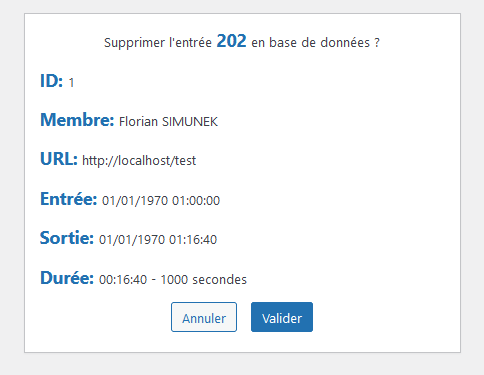 Supprimer l'entrée 202 en base de données ?
ID: 1
Membre: Florian SIMUNEK
URL: http://localhost/test
Entrée: 01/01/1970 01:00:00
Sortie: 01/01/1970 01:16:40
Durée: 00:16:40 - 1000 secondes
Annuler Valider